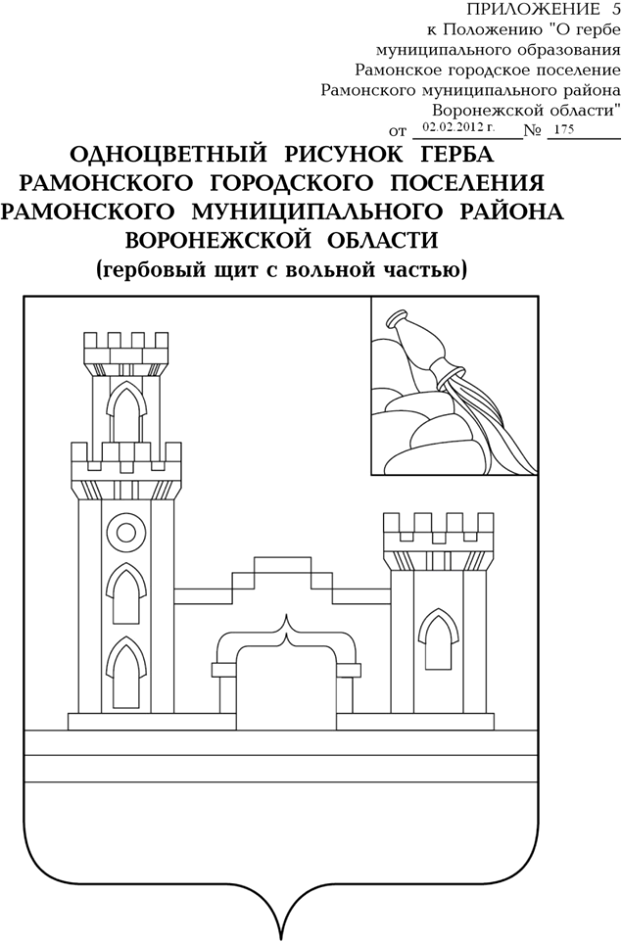 ПРИЛОЖЕНИЕ 5
к Положению "О гербе
муниципального образования
Рамонское городское поселение
Рамонского муниципального района
Воронежской области"
от 02.02.2012 г. № 175
ОДНОЦВЕТНЫЙ РИСУНОК ГЕРБА
РАМОНСКОГО ГОРОДСКОГО ПОСЕЛЕНИЯ
РАМОНСКОГО МУНИЦИПАЛЬНОГО РАЙОНА
ВОРОНЕЖСКОЙ ОБЛАСТИ
(гербовый щит с вольной частью)